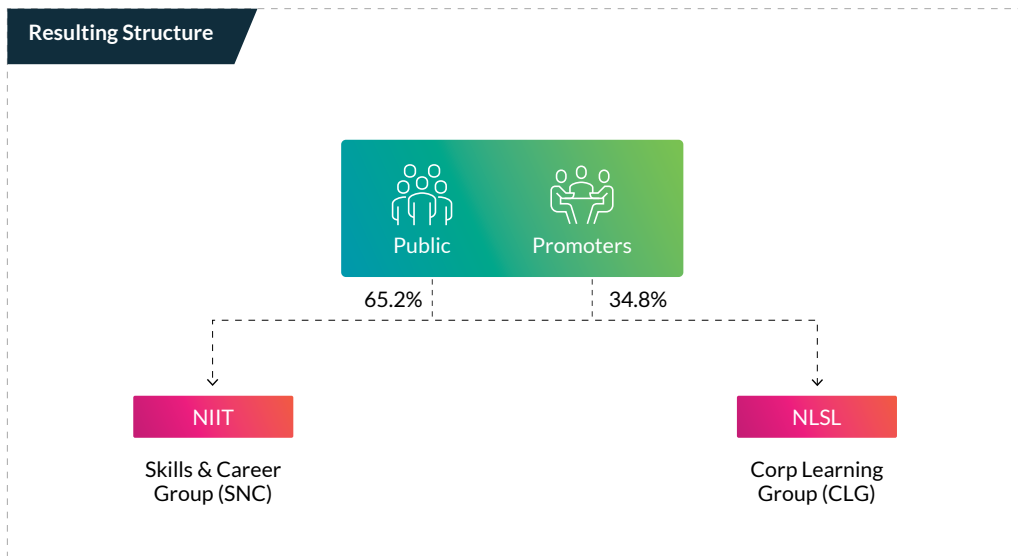 Resulting Structure
Public
Promoters
65.2%
34.8%
NIIT
NLSL
Skills & Career
Group (SNC)
Corp Learning
Group (CLG)